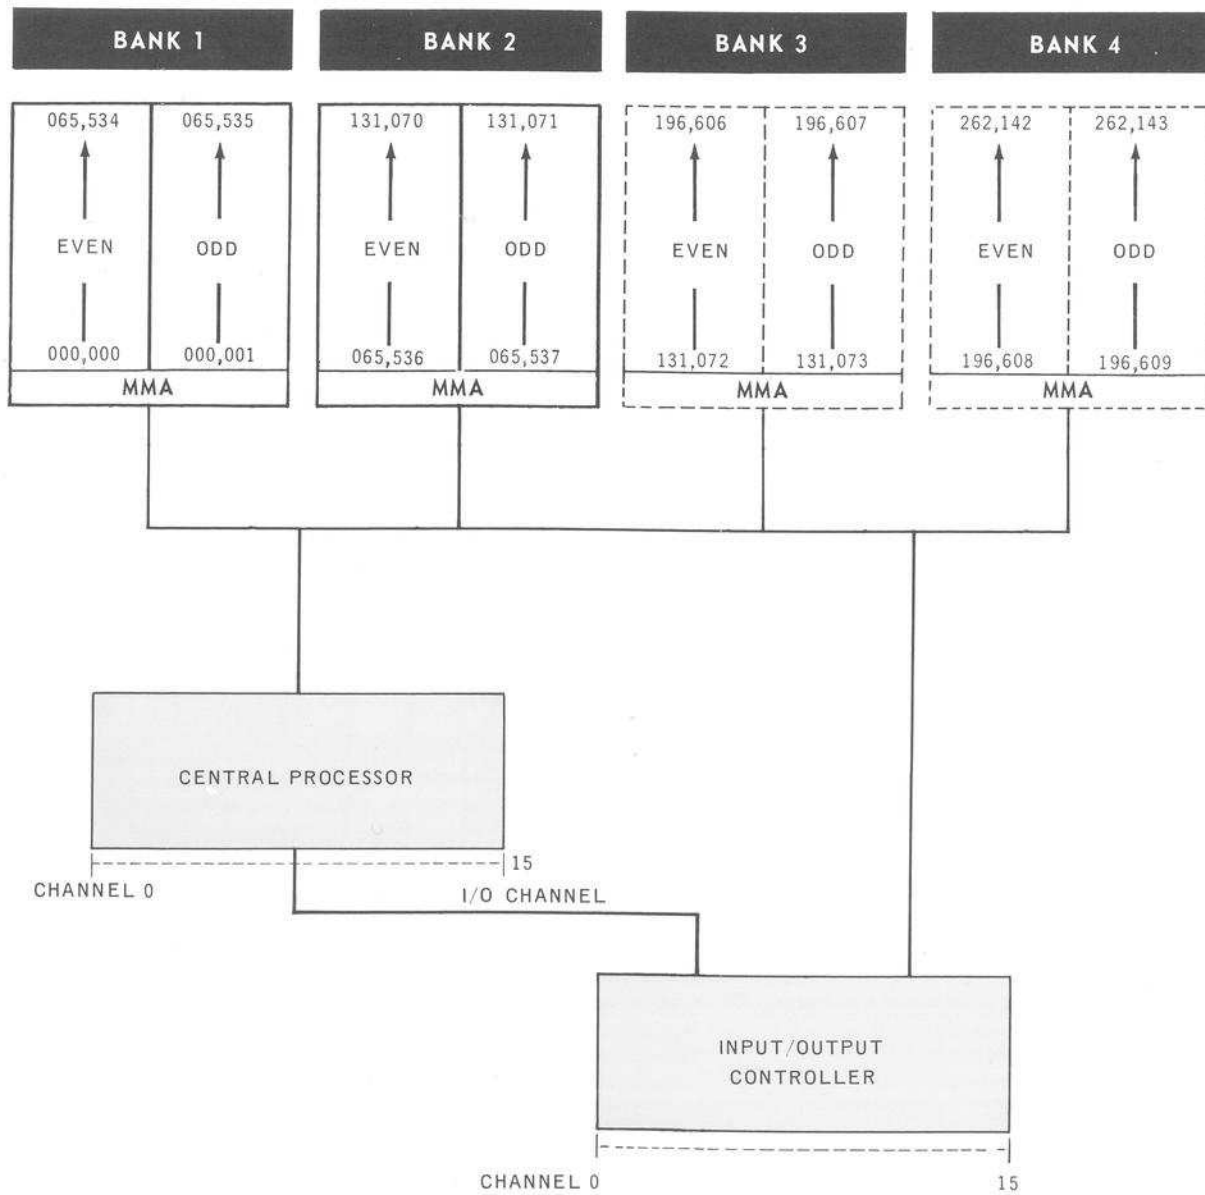 BANK 1
BANK 2
BANK 3
BANK 4
065,534
065,535
131,070
131,071
196,606
196,607
262,142
262,143
EVEN
ODD
EVEN
ODD
EVEN
ODD
EVEN
ODD
000,000
000,001
065,536
065,537
131,072
131,073
196,608
196,609
MMA
MMA
MMA
MMA
CENTRAL PROCESSOR
15
CHANNEL 0
I/O CHANNEL
INPUT/OUTPUT
CONTROLLER
CHANNEL 0
15